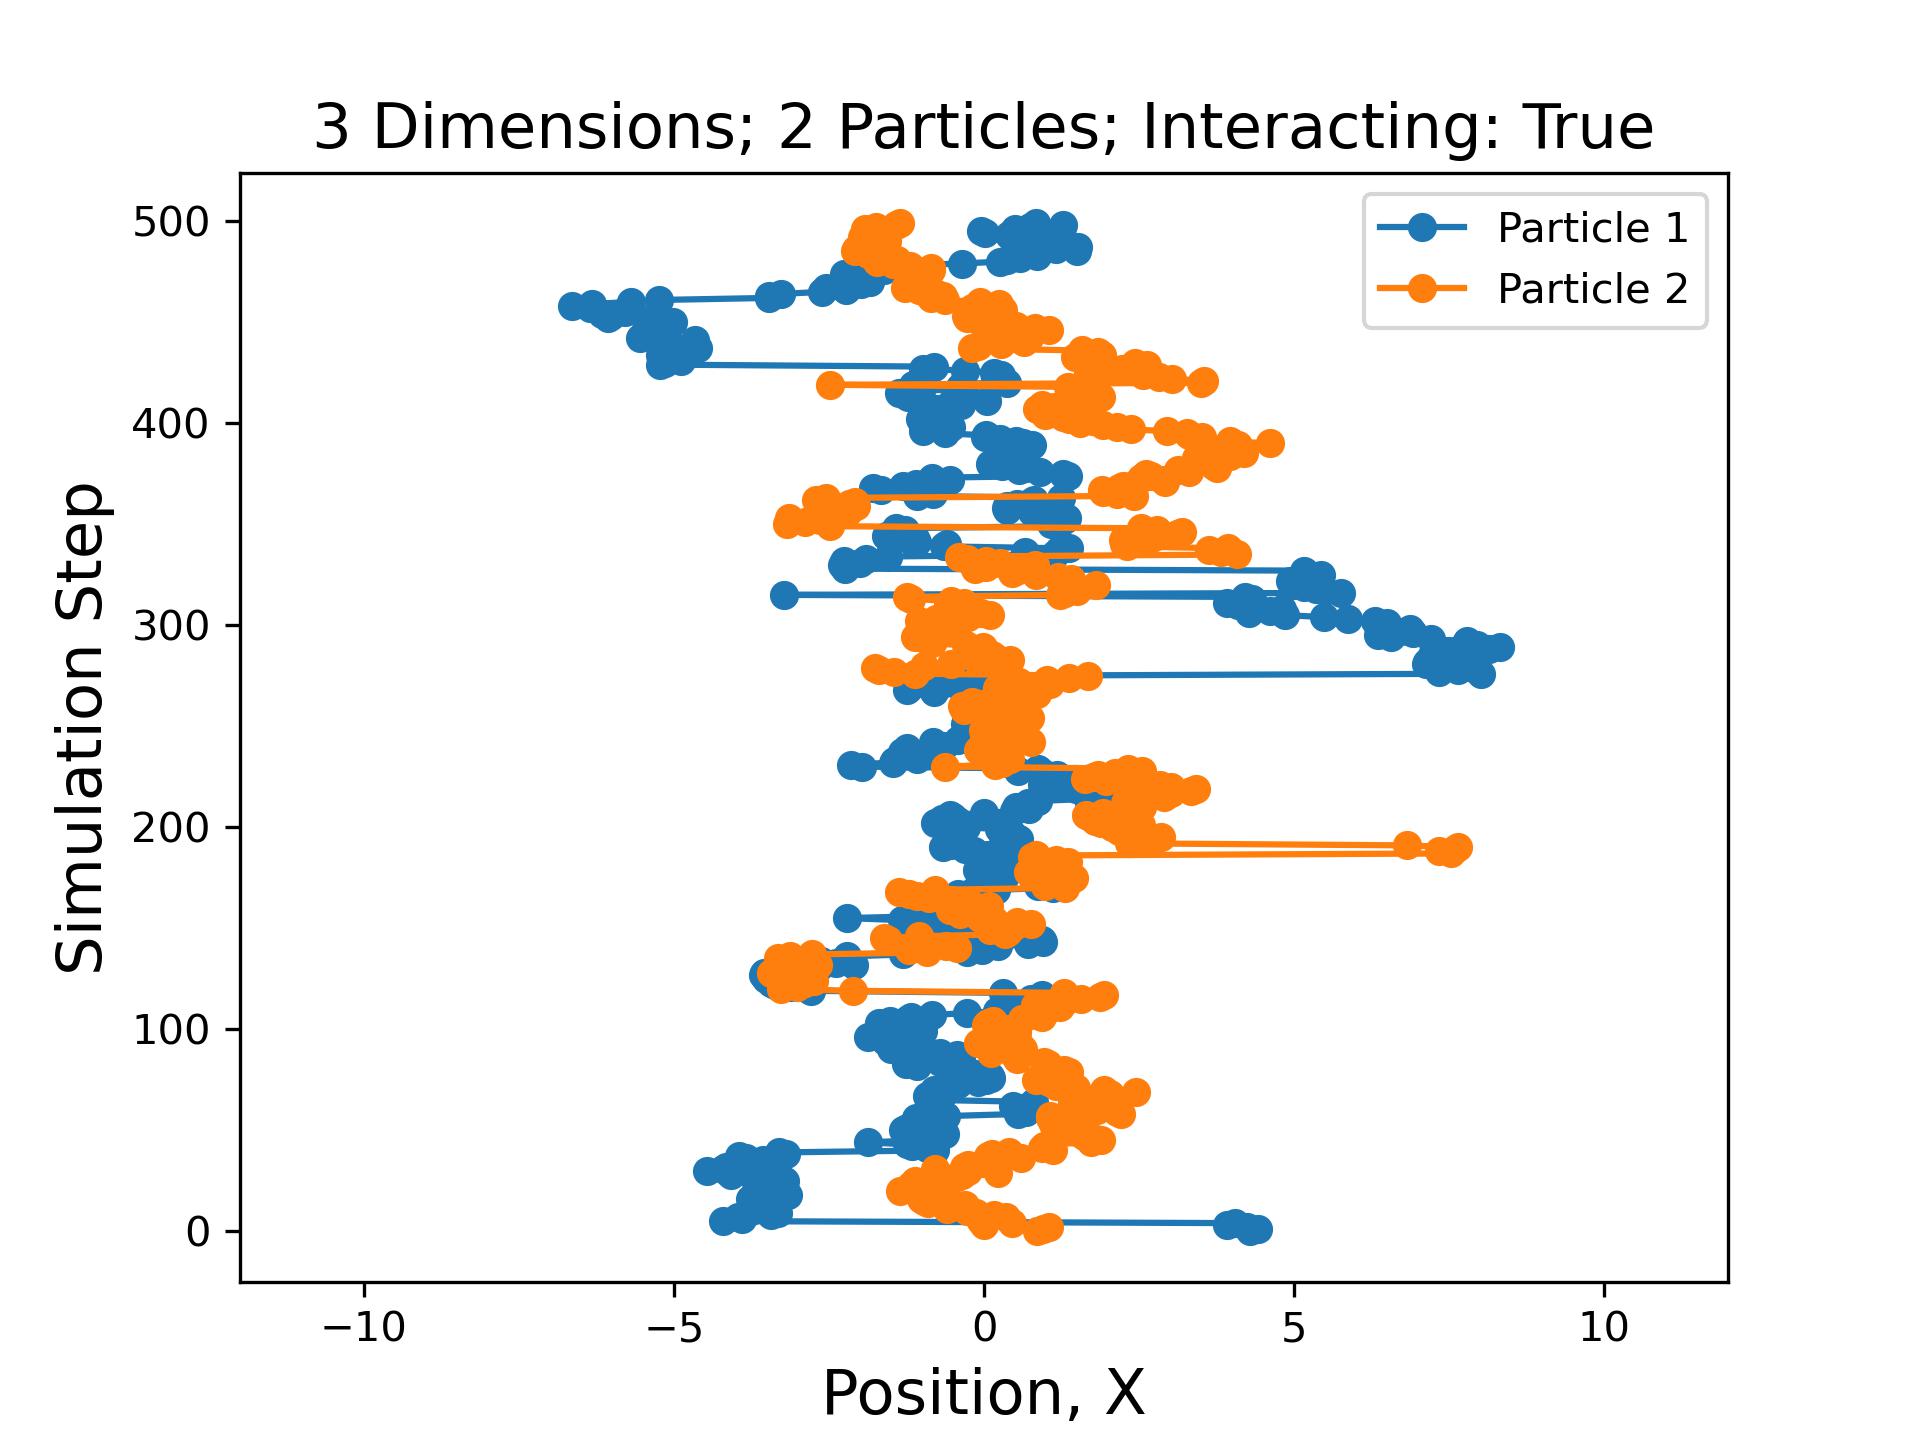 3 Dimensions; 2 Particles; Interacting: True
Particle 1
Particle 2
500
400
300
200
100
0
Simulation Step
−10
−5
0
5
10
Position, X